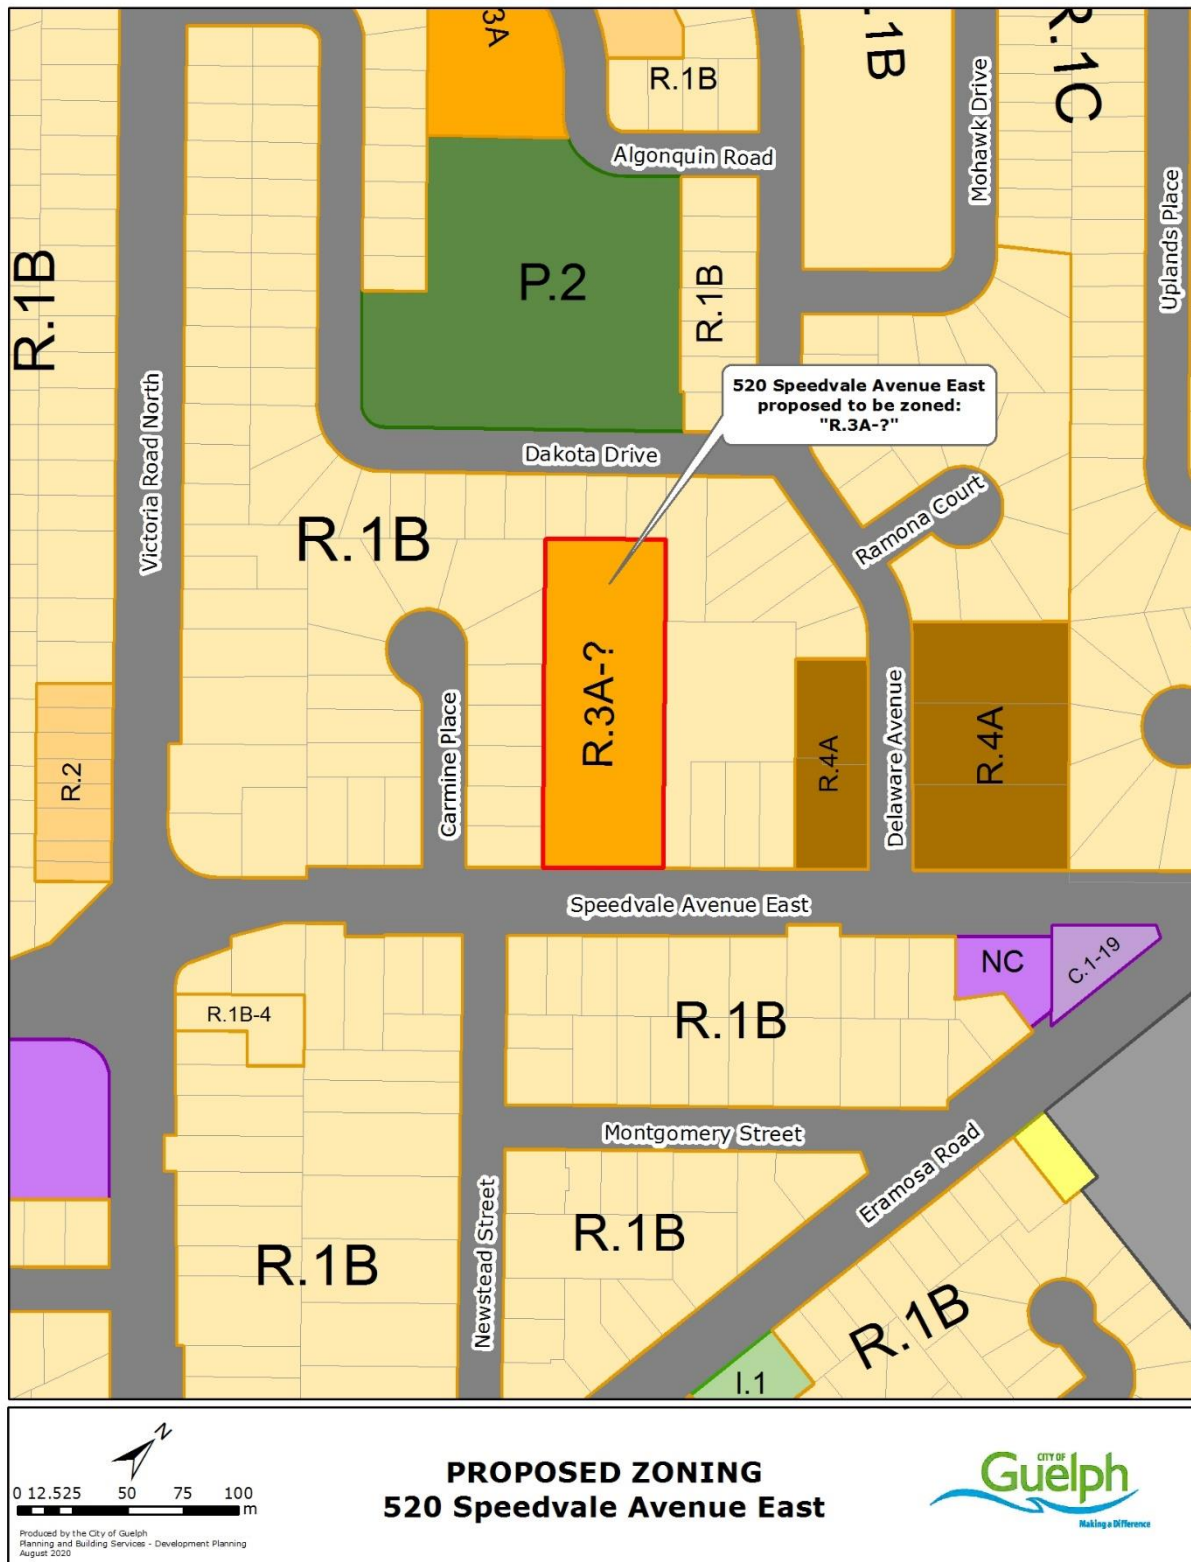 3A
R.1B
.1B
R.1C
Mohawk Drive
Algonquin Road
Uplands Place
P.2
R.1B
R.1B
Victoria Road North
520 Speedvale Avenue East
proposed to be zoned:
"R.3A-?"
Dakota Drive
Ramona Court
R.1B
R.3A-?
R.4A
R.4A
R.2
Carmine Place
Delaware Avenue
Speedvale Avenue East
NC
C.1-19
R.1B-4
R.1B
Montgomery Street
Eramosa Road
Newstead Street
R.1B
R.1B
R.1B
I.1
N
0 12.525 50 75 100
m
Produced by the City of Guelph
Planning and Building Services - Development Planning
August 2020
PROPOSED ZONING
520 Speedvale Avenue East
CITY OF
Guelph
Making a Difference